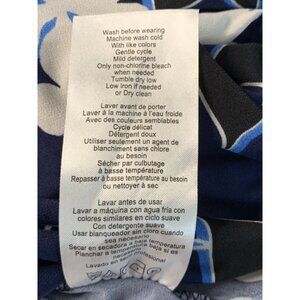 Wash before wearing
Machine wash cold
With like colors
Gentle cycle
Mild detergent
Only non-chlorine bleach
when needed
Tumble dry low
Low iron if needed
or Dry clean
Laver avant de porter
Laver à la machine à l'eau froide
Avec des couleurs semblables
Cycle délicat
Détergent doux
Utiliser seulement un agent de
blanchiment sans chlore
au besoin
Sécher par culbutage
à basse température
Repasser à basse température au besoin
ou nettoyer à sec
Lavar antes de usar
Lavar a máquina con agua fría con
colores similares en ciclo suave
Con detergente suave
Usar blanqueador sin cloro cuando
sea necesario
Secar en secadora a baja temperatura
Planchar a temperatura baja si es
necesario
Lavado en seco profesional